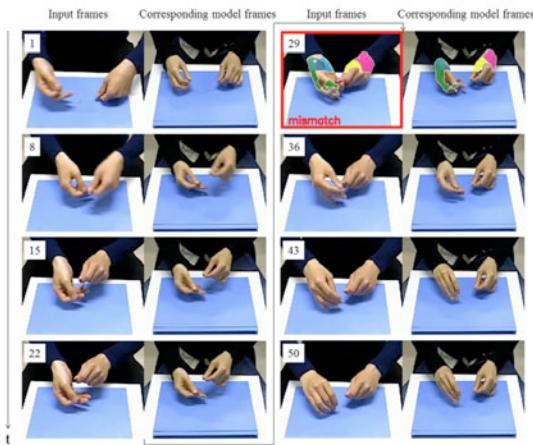 Input frames Corresponding model frames Input frames Corresponding model frames
1
8
15
22
t
29
mismatch
36
43
50